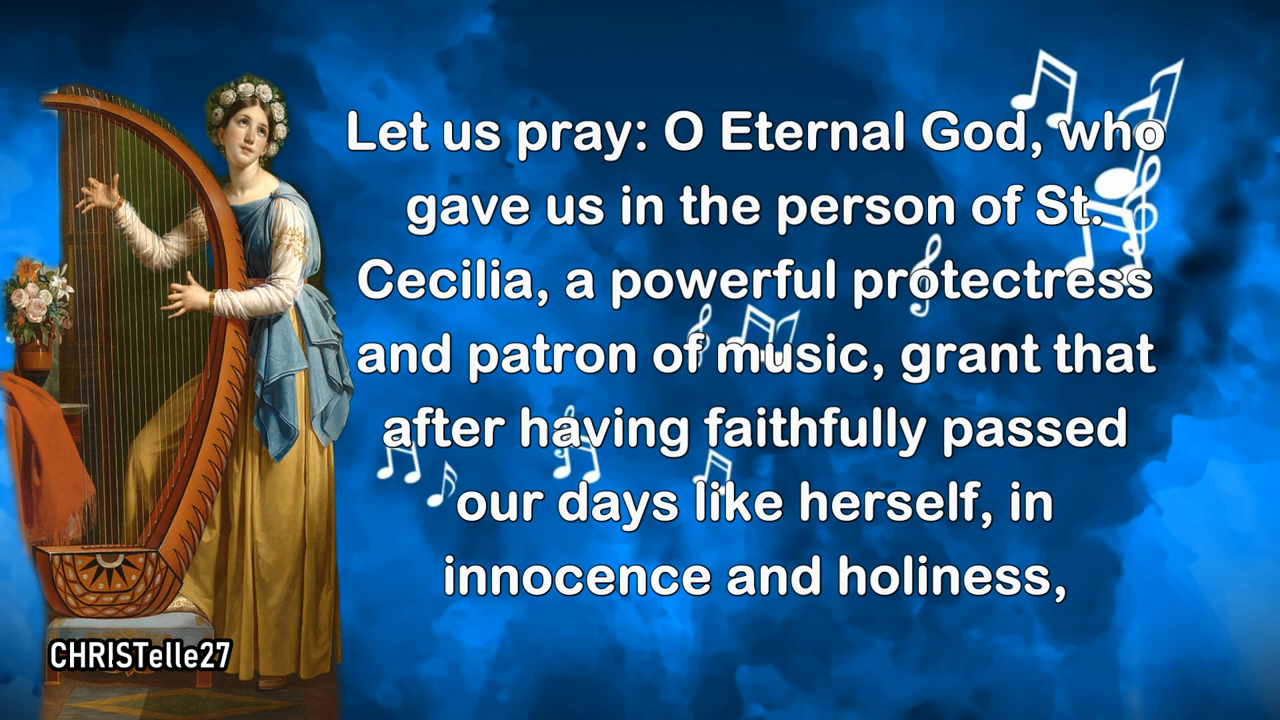 Let us pray: O Eternal God, who
gave us in the person of St.
Cecilia, a powerful protectress
and patron of music, grant that
after having faithfully passed
our days like herself, in
innocence and holiness,
CHRISTelle27